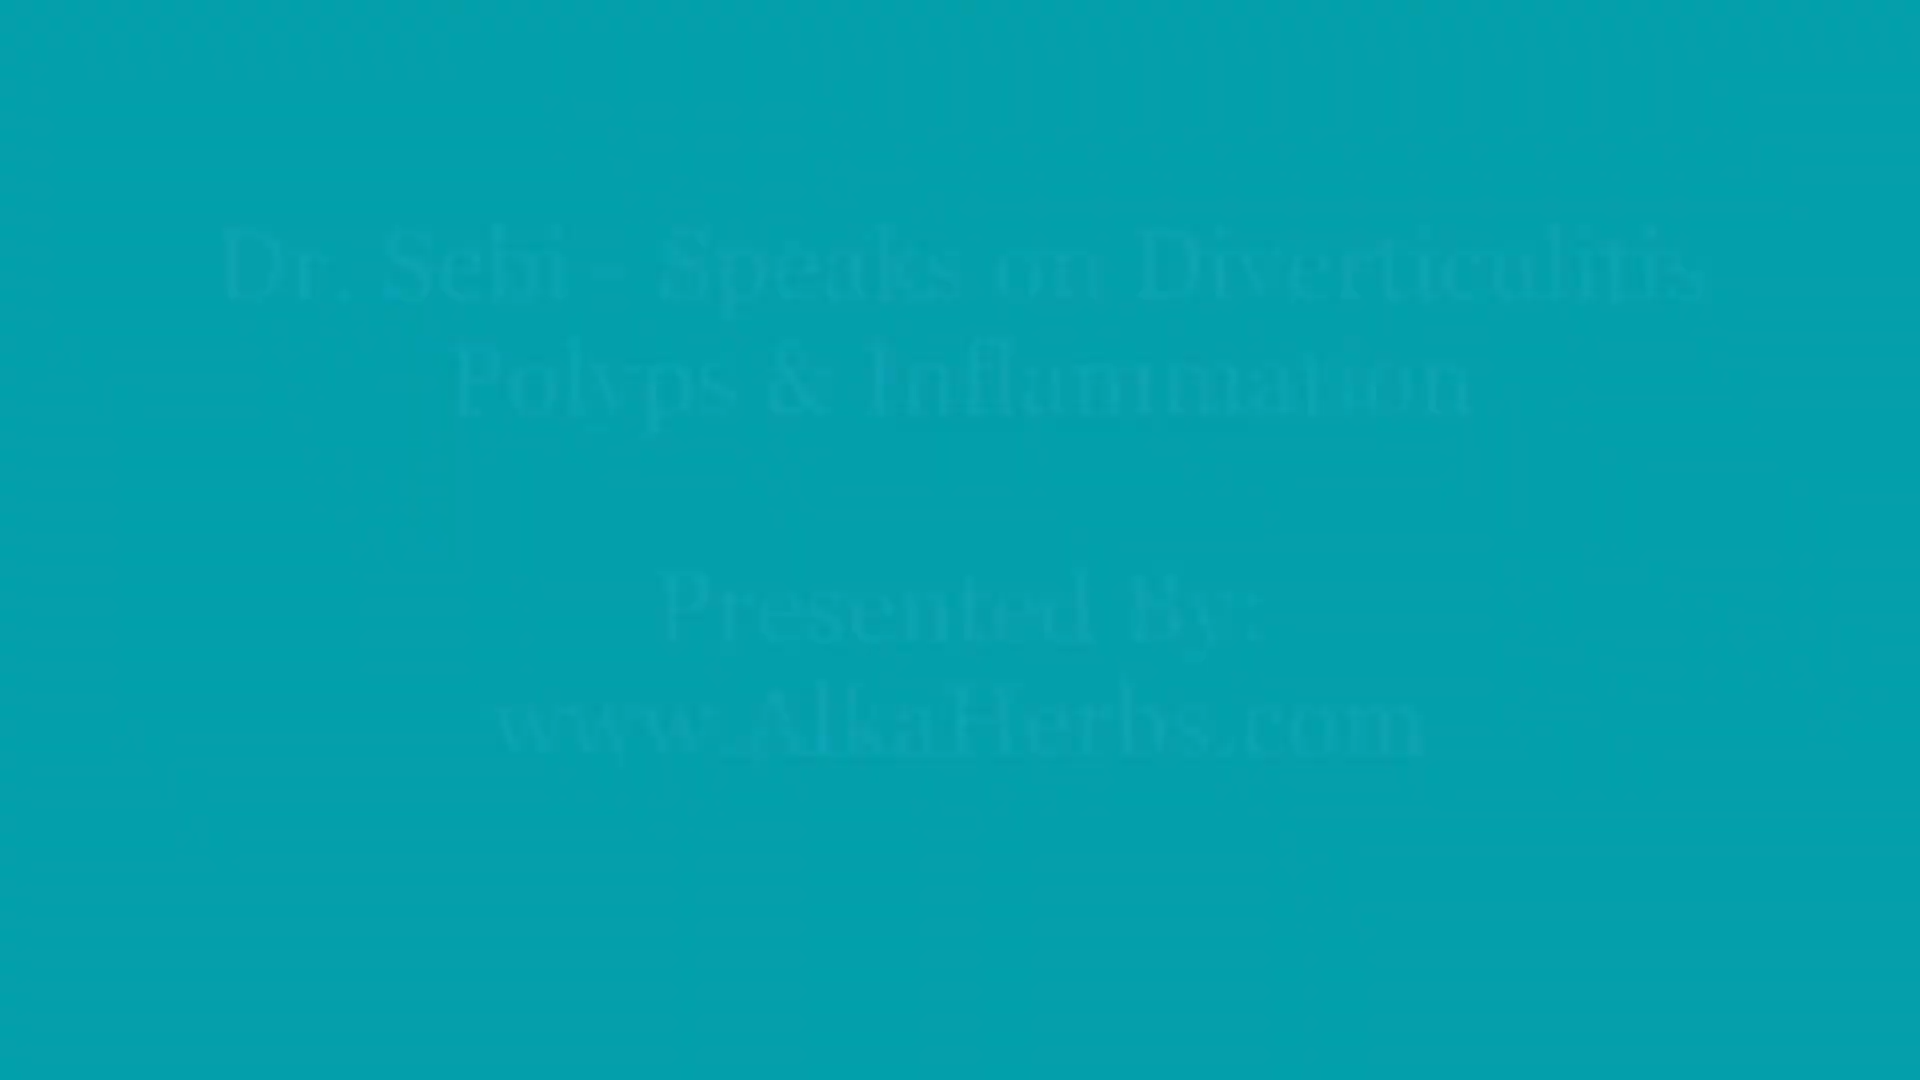 Dr. Sebi - Speaks on Diverticulitis
Polyps & Inflammation
Presented By:
www.AlkaHerbs.com